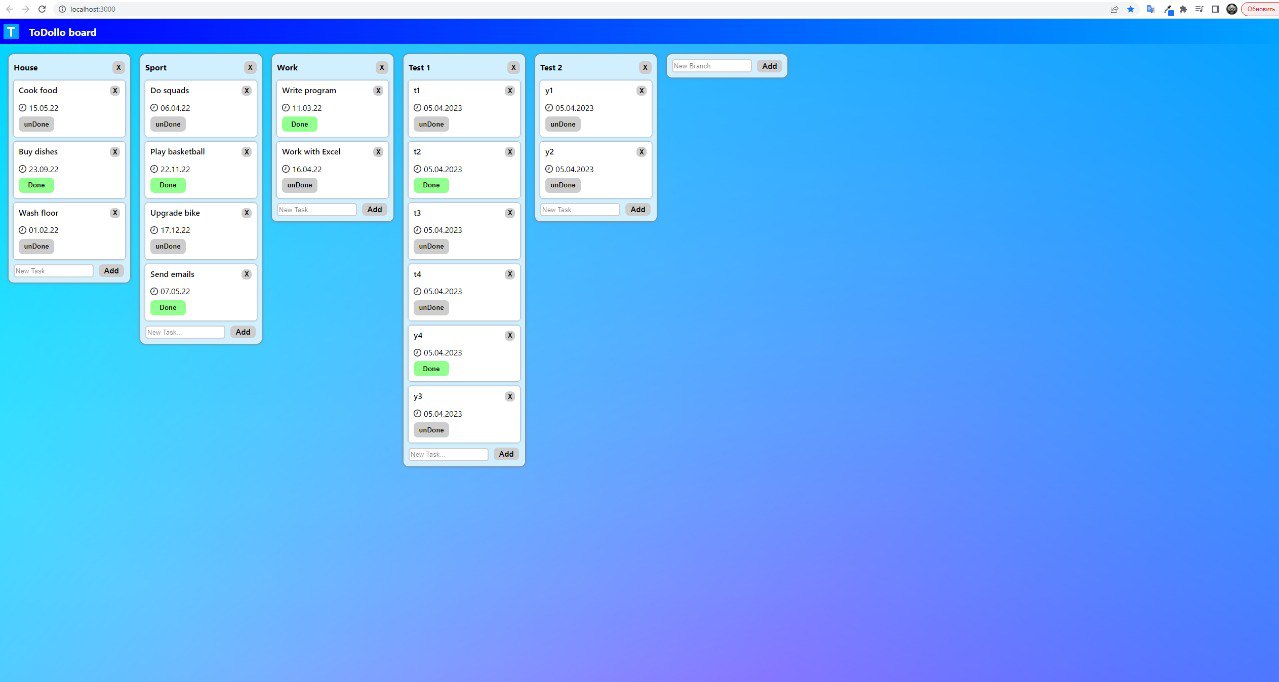 localhost:3000
Обновить
T ToDollo board
House X
Cook food X
15.05.22
unDone
Buy dishes X
23.09.22
Done
Wash floor X
01.02.22
unDone
New Task Add
Sport X
Do squads X
06.04.22
unDone
Play basketball X
22.11.22
Done
Upgrade bike X
17.12.22
unDone
Send emails X
07.05.22
Done
New Task... Add
Work X
Write program X
11.03.22
Done
Work with Excel X
16.04.22
unDone
New Task Add
Test 1 X
t1 X
05.04.2023
unDone
t2 X
05.04.2023
Done
t3 X
05.04.2023
unDone
t4 X
05.04.2023
unDone
y4 X
05.04.2023
Done
y3 X
05.04.2023
unDone
New Task... Add
Test 2 X
y1 X
05.04.2023
unDone
y2 X
05.04.2023
unDone
New Task Add
New Branch Add